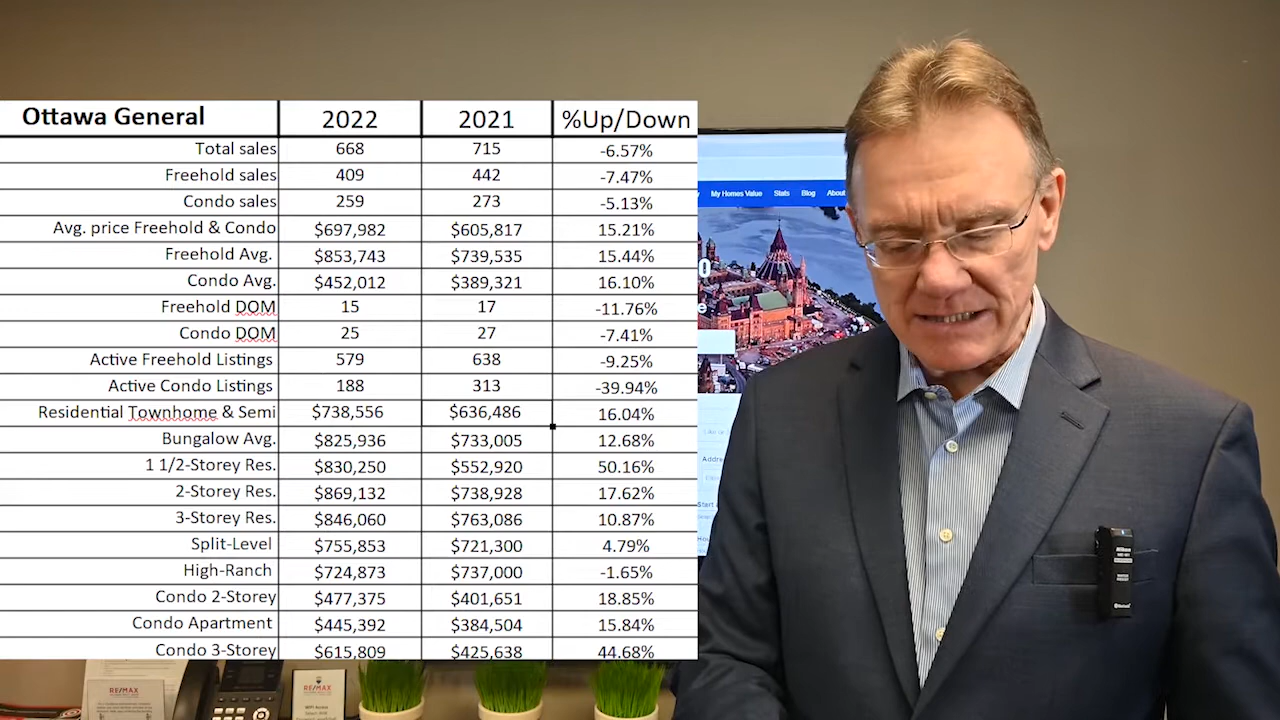 Ottawa General 2022 2021 %Up/Down
Total sales 668 715 -6.57%
Freehold sales 409 442 -7.47%
Condo sales 259 273 -5.13%
Avg. price Freehold & Condo $697,982 $605,817 15.21%
Freehold Avg. $853,743 $739,535 15.44%
Condo Avg. $452,012 $389,321 16.10%
Freehold DOM 15 17 -11.76%
Condo DOM 25 27 -7.41%
Active Freehold Listings 579 638 -9.25%
Active Condo Listings 188 313 -39.94%
Residential Townhome & Semi $738,556 $636,486 16.04%
Bungalow Avg. $825,936 $733,005 12.68%
1 1/2-Storey Res. $830,250 $552,920 50.16%
2-Storey Res. $869,132 $738,928 17.62%
3-Storey Res. $846,060 $763,086 10.87%
Split-Level $755,853 $721,300 4.79%
High-Ranch $724,873 $737,000 -1.65%
Condo 2-Storey $477,375 $401,651 18.85%
Condo Apartment $445,392 $384,504 15.84%
Condo 3-Storey $615,809 $425,638 44.68%
My Homes Value Stats Blog About
0
e
Addre
Start a
Nikon
RE/MAX
RE/MAX